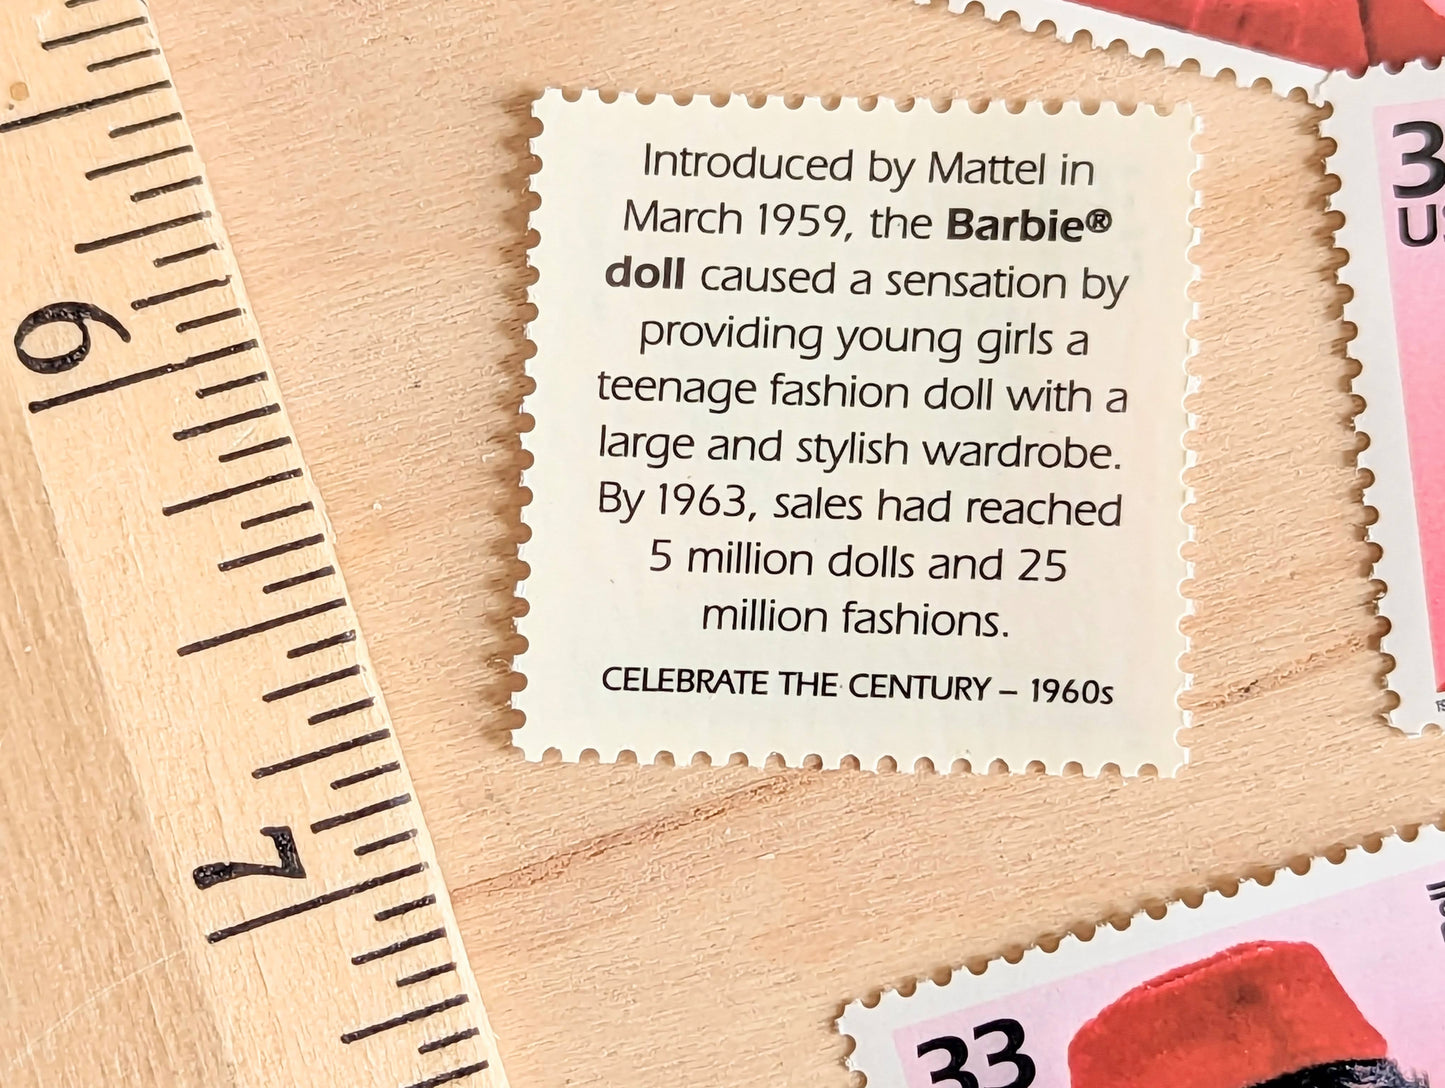 Introduced by Mattel in
March 1959, the Barbie®
doll caused a sensation by
providing young girls a
teenage fashion doll with a
large and stylish wardrobe.
By 1963, sales had reached
5 million dolls and 25
million fashions.
CELEBRATE THE CENTURY – 1960s
6
7
3
US
33